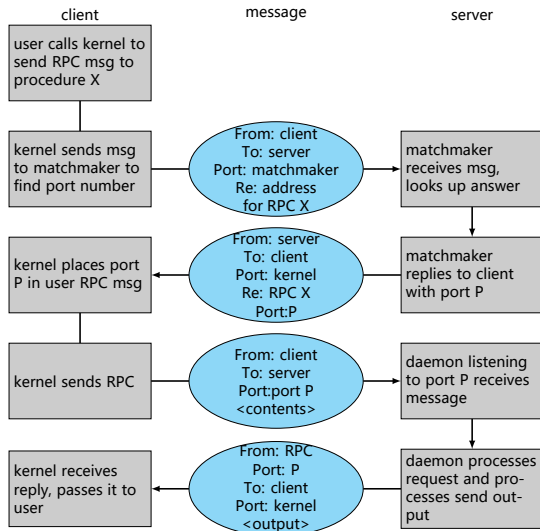 client
message
server
user calls kernel to
send RPC msg to
procedure X
kernel sends msg
to matchmaker to
find port number
From: client
To: server
Port: matchmaker
Re: address
for RPC X
matchmaker
receives msg,
looks up answer
kernel places port
P in user RPC msg
From: server
To: client
Port: kernel
Re: RPC X
Port:P
matchmaker
replies to client
with port P
kernel sends RPC
From: client
To: server
Port:port P
<contents>
daemon listening
to port P receives
message
kernel receives
reply, passes it to
user
From: RPC
Port: P
To: client
Port: kernel
<output>
daemon processes
request and pro-
cesses send out-
put